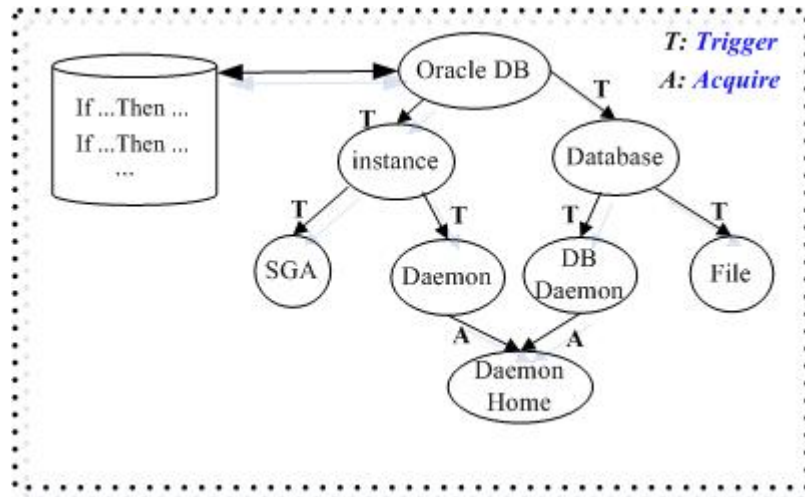 Oracle DB
T: Trigger
A: Acquire
If ...Then ...
If ...Then ...
...
T
T
instance
Database
T
T
T
T
SGA
Daemon
DB
Daemon
File
A
A
Daemon
Home